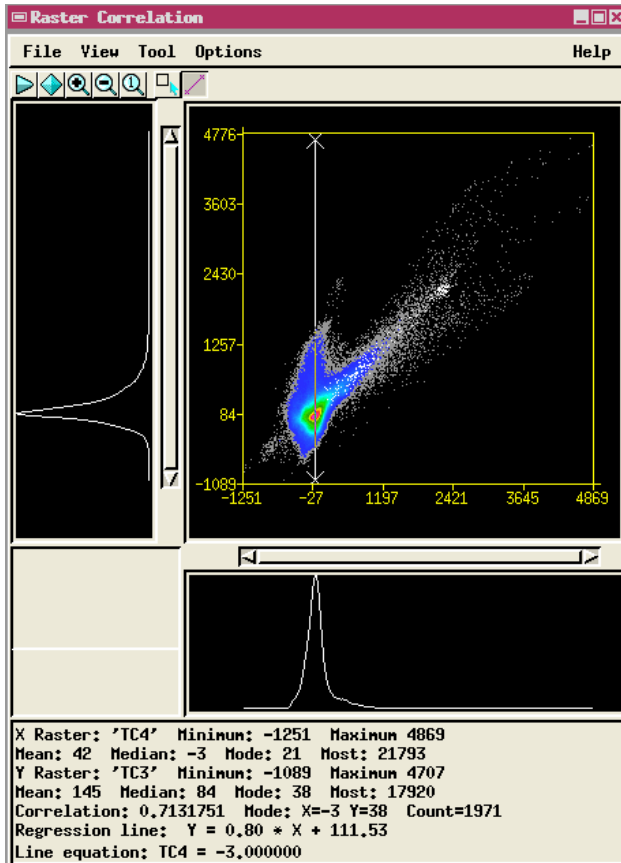 Raster Correlation
File View Tool Options Help
1
4776
3603
2430
1257
84
-1089
-1251 -27 1197 2421 3645 4869
X Raster: 'TC4' Minimum: -1251 Maximum 4869
Mean: 42 Median: -3 Mode: 21 Most: 21793
Y Raster: 'TC3' Minimum: -1089 Maximum 4707
Mean: 145 Median: 84 Mode: 38 Most: 17920
Correlation: 0.7131751 Mode: X=-3 Y=38 Count=1971
Regression line: Y = 0.80 * X + 111.53
Line equation: TC4 = -3.000000